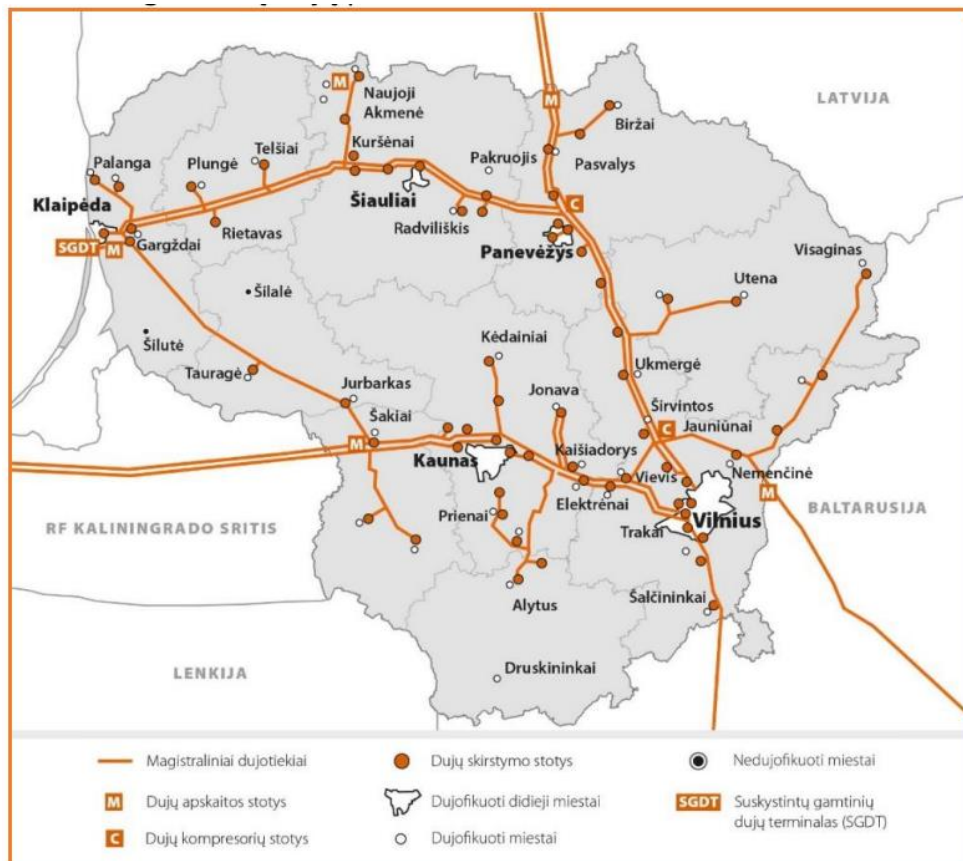 LATVIJA
M
Naujoji
Akmenė
M
Biržai
Telšiai
Kuršėnai
Pakruojis
Pasvalys
Palanga
Plungė
Klaipėda
Šiauliai
C
SGDT
M
Gargždai
Rietavas
Radviliškis
Panevėžys
Visaginas
Šilalė
Utena
Šilutė
Kėdainiai
Tauragė
Ukmergė
Jurbarkas
Jonava
Širvintos
Šakiai
C
Jauniūnai
M
Kaunas
Kaišiadorys
Vievis
Nemenčinė
M
Elektrėnai
BALTARUSIJA
RF KALININGRADO SRITIS
Prienai
Trakai
Vilnius
Alytus
Šalčininkai
LENKIJA
Druskininkai
Magistraliniai dujotiekiai
Dujų skirstymo stotys
Nedujofikuoti miestai
M
Dujų apskaitos stotys
Dujofikuoti didieji miestai
SGDT
Suskystintų gamtinių
dujų terminalas (SGDT)
C
Dujų kompresorių stotys
Dujofikuoti miestai